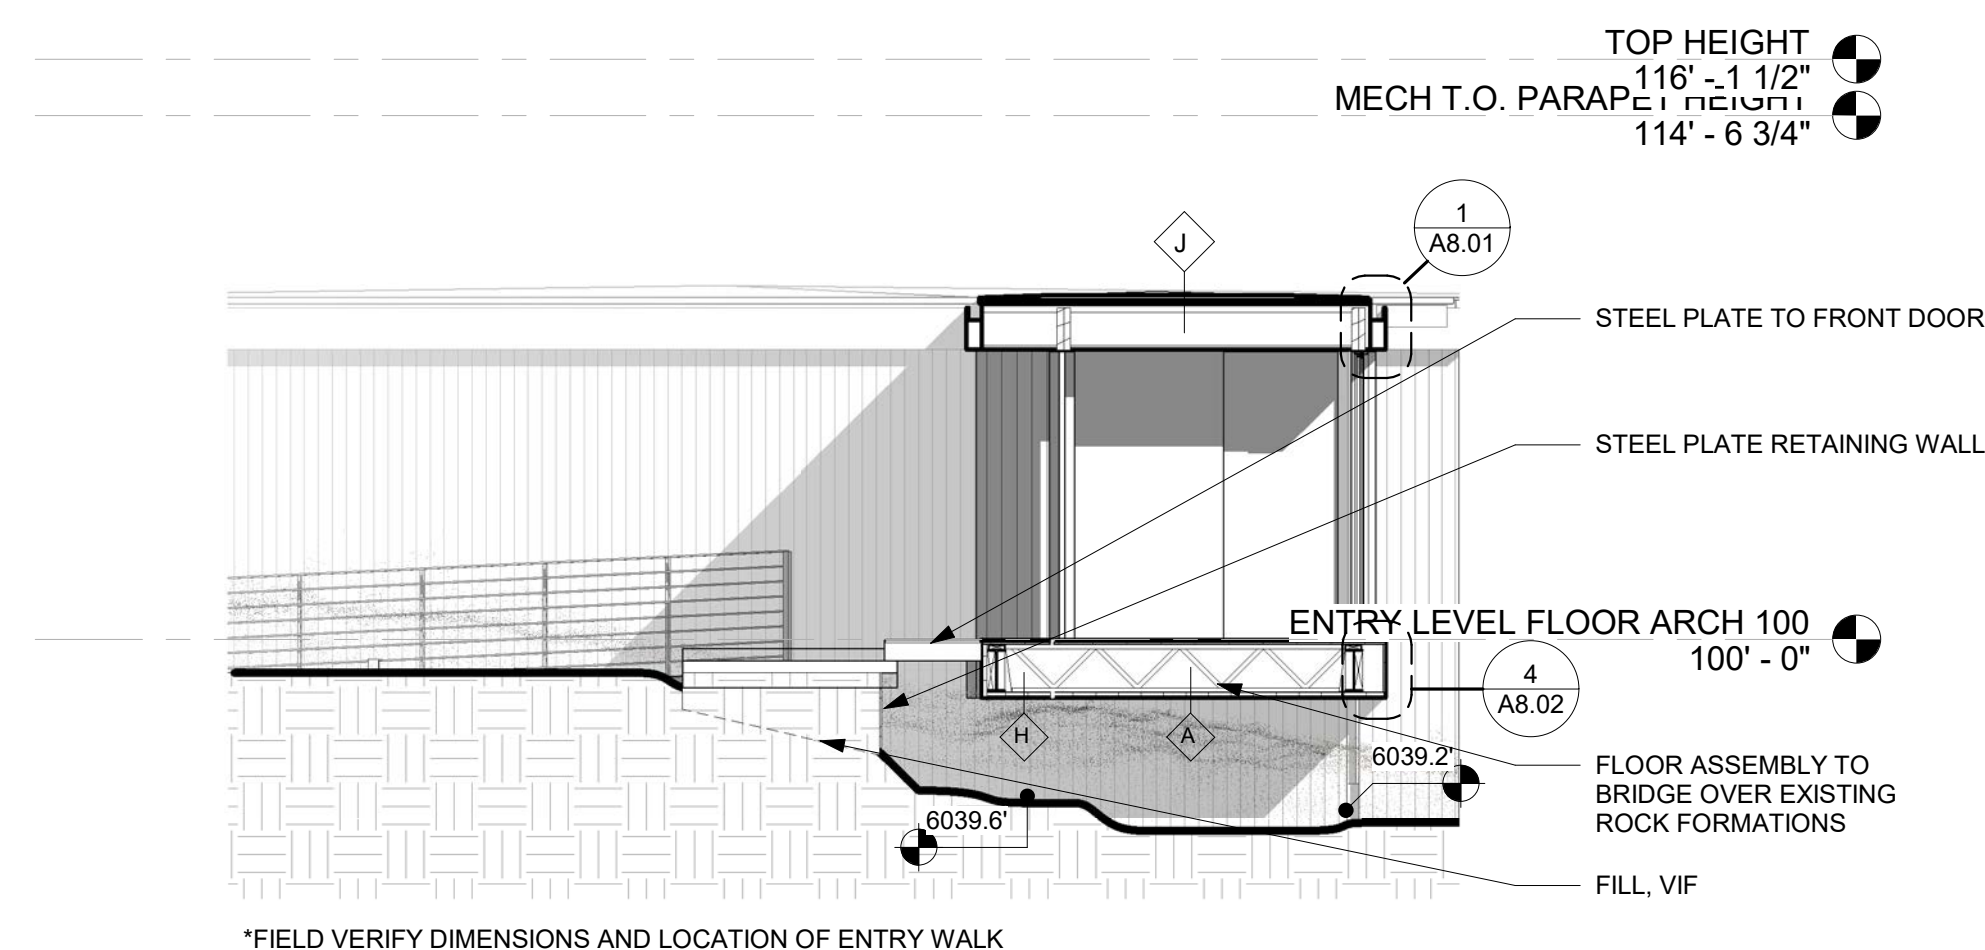 TOP HEIGHT
116' - 1 1/2"
MECH T.O. PARAPET HEIGHT
114' - 6 3/4"
1
A8.01
J
STEEL PLATE TO FRONT DOOR
STEEL PLATE RETAINING WALL
ENTRY LEVEL FLOOR ARCH 100
100' - 0"
4
A8.02
H
A
6039.2'
FLOOR ASSEMBLY TO
BRIDGE OVER EXISTING
ROCK FORMATIONS
6039.6'
FILL, VIF
*FIELD VERIFY DIMENSIONS AND LOCATION OF ENTRY WALK